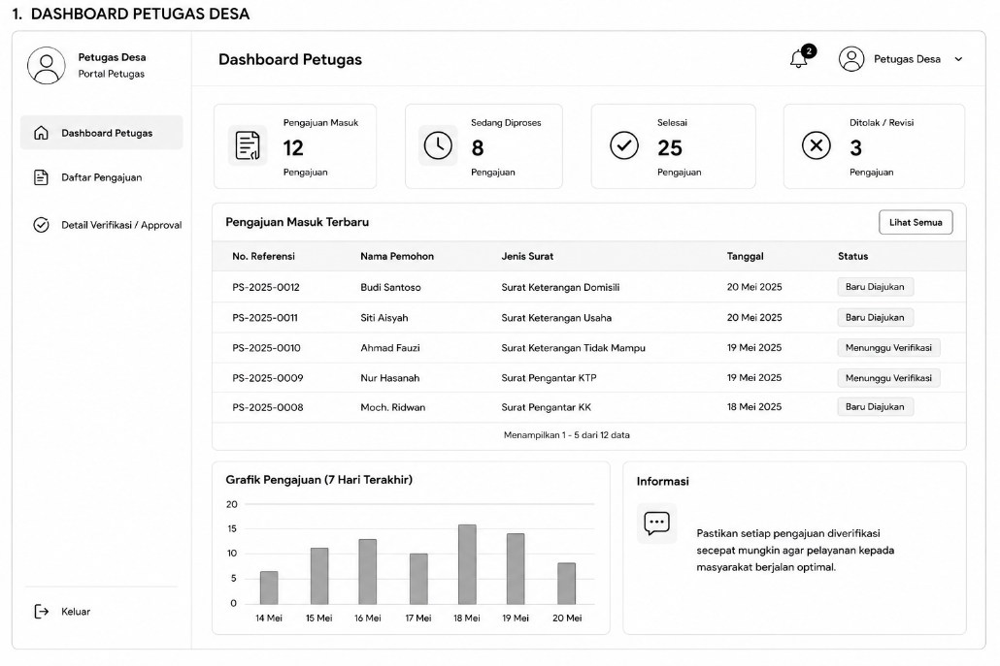 1. DASHBOARD PETUGAS DESA
Petugas Desa
Portal Petugas
Dashboard Petugas
Daftar Pengajuan
Detail Verifikasi / Approval
Keluar
Dashboard Petugas
2
Petugas Desa
Pengajuan Masuk
12
Pengajuan
Sedang Diproses
8
Pengajuan
Selesai
25
Pengajuan
Ditolak / Revisi
3
Pengajuan
Pengajuan Masuk Terbaru
Lihat Semua
No. Referensi Nama Pemohon Jenis Surat Tanggal Status
PS-2025-0012 Budi Santoso Surat Keterangan Domisili 20 Mei 2025 Baru Diajukan
PS-2025-0011 Siti Aisyah Surat Keterangan Usaha 20 Mei 2025 Baru Diajukan
PS-2025-0010 Ahmad Fauzi Surat Keterangan Tidak Mampu 19 Mei 2025 Menunggu Verifikasi
PS-2025-0009 Nur Hasanah Surat Pengantar KTP 19 Mei 2025 Menunggu Verifikasi
PS-2025-0008 Moch. Ridwan Surat Pengantar KK 18 Mei 2025 Baru Diajukan
Menampilkan 1 - 5 dari 12 data
Grafik Pengajuan (7 Hari Terakhir)
20
15
10
5
0
14 Mei 15 Mei 16 Mei 17 Mei 18 Mei 19 Mei 20 Mei
Informasi
Pastikan setiap pengajuan diverifikasi
secepat mungkin agar pelayanan kepada
masyarakat berjalan optimal.